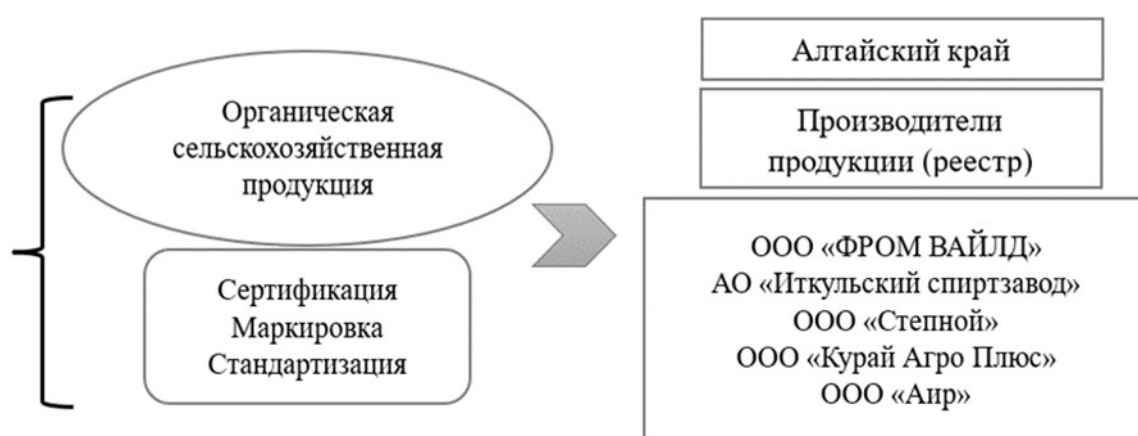 Органическая
сельскохозяйственная
продукция
Сертификация
Маркировка
Стандартизация
Алтайский край
Производители
продукции (реестр)
ООО «ФРОМ ВАЙЛД»
АО «Иткульский спиртзавод»
ООО «Степной»
ООО «Курай Агро Плюс»
ООО «Аир»